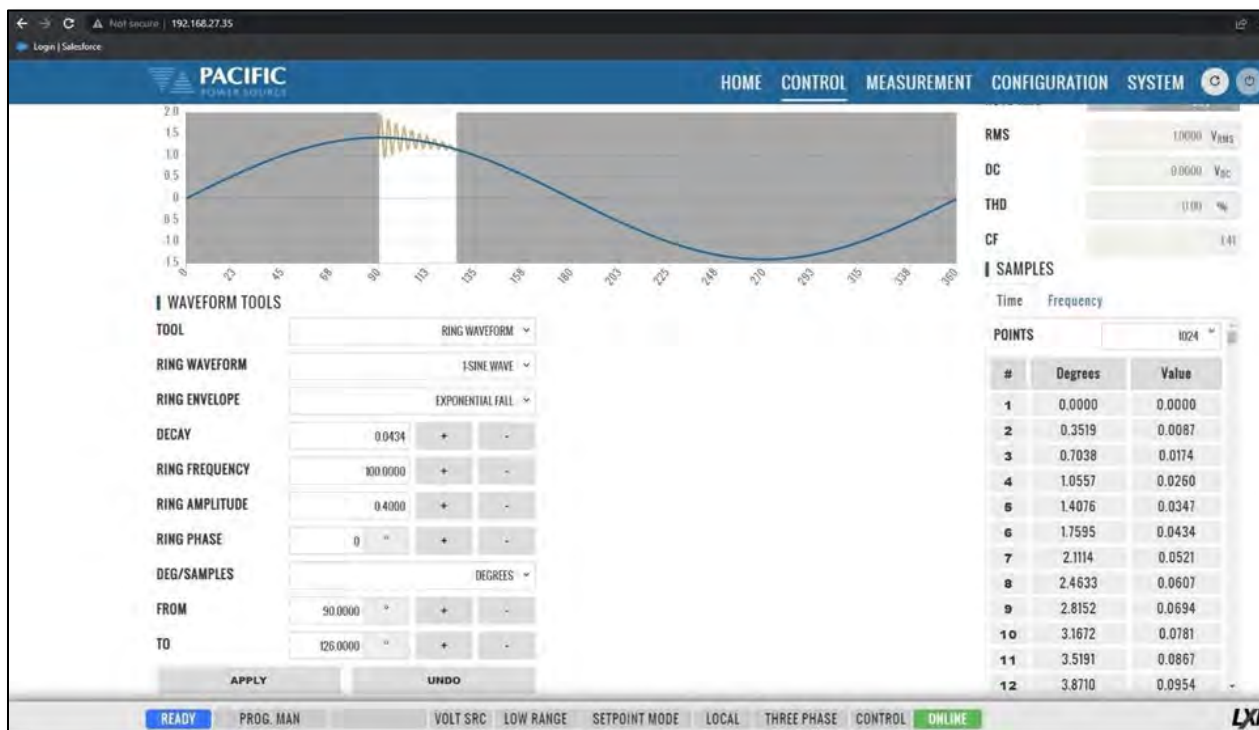 Not secure | 192.168.27.35
Login | Salesforce
PACIFIC
POWER SOURCE
HOME CONTROL MEASUREMENT CONFIGURATION SYSTEM
2.0
1.5
1.0
0.5
0
0.5
1.0
1.5
0 23 45 68 90 113 135 158 180 203 225 248 270 293 315 338 360
RMS 1.0000 VRMS
DC 0.0000 VDC
THD 0.00 %
CF 1.41
SAMPLES
Time Frequency
POINTS 1024
# Degrees Value
1 0.0000 0.0000
2 0.3519 0.0087
3 0.7038 0.0174
4 1.0557 0.0260
5 1.4076 0.0347
6 1.7595 0.0434
7 2.1114 0.0521
8 2.4633 0.0607
9 2.8152 0.0694
10 3.1672 0.0781
11 3.5191 0.0867
12 3.8710 0.0954
WAVEFORM TOOLS
TOOL RING WAVEFORM
RING WAVEFORM 1-SINE WAVE
RING ENVELOPE EXPONENTIAL FALL
DECAY 0.0434 + -
RING FREQUENCY 100.0000 + -
RING AMPLITUDE 0.4000 + -
RING PHASE 0 ° + -
DEG/SAMPLES DEGREES
FROM 90.0000 ° + -
TO 126.0000 ° + -
APPLY UNDO
READY PROG. MAN VOLT SRC LOW RANGE SETPOINT MODE LOCAL THREE PHASE CONTROL ONLINE LXI